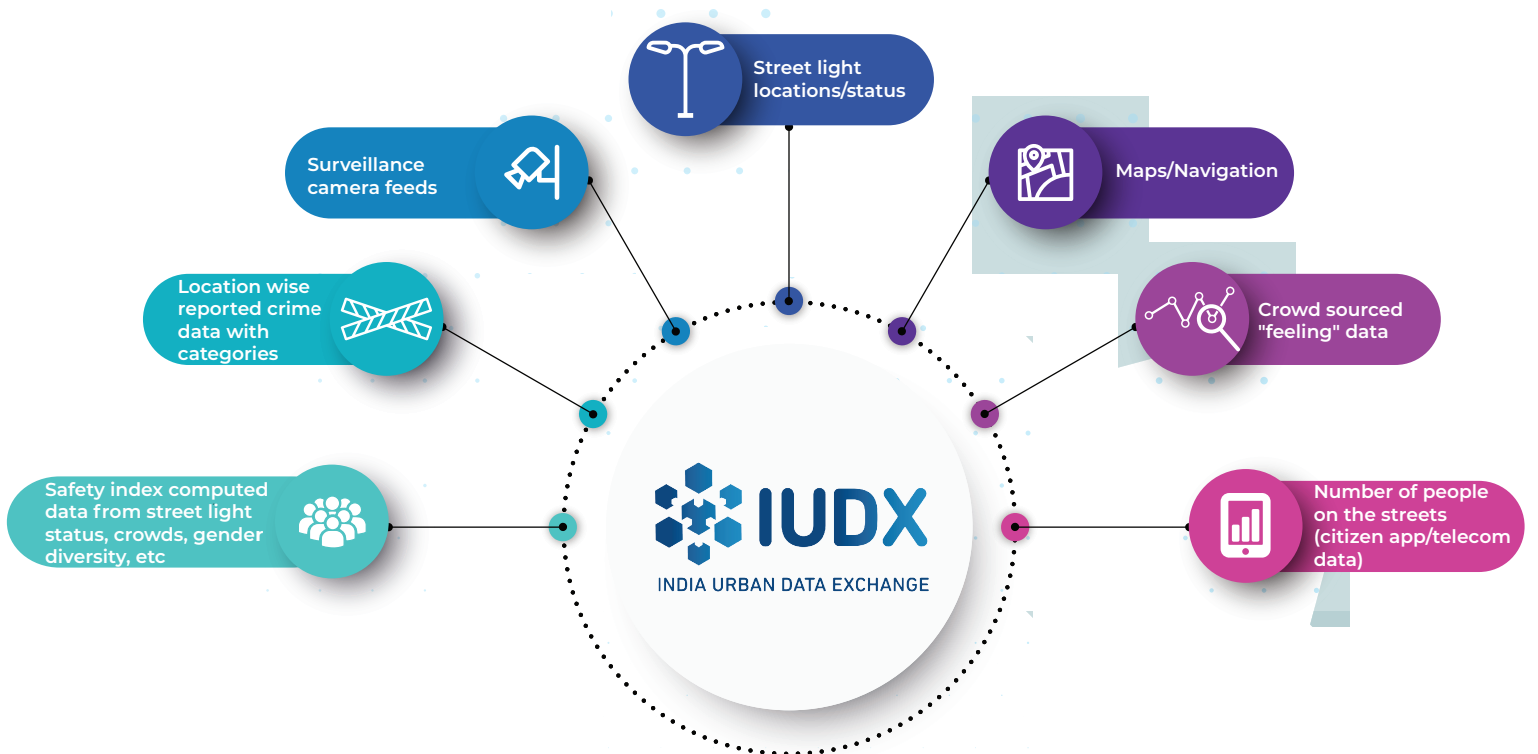 Street light
locations/status
Surveillance
camera feeds
Maps/Navigation
Location wise
reported crime
data with
categories
Crowd sourced
"feeling" data
Safety index computed
data from street light
status, crowds, gender
diversity, etc
Number of people
on the streets
(citizen app/telecom
data)
IUDX
INDIA URBAN DATA EXCHANGE